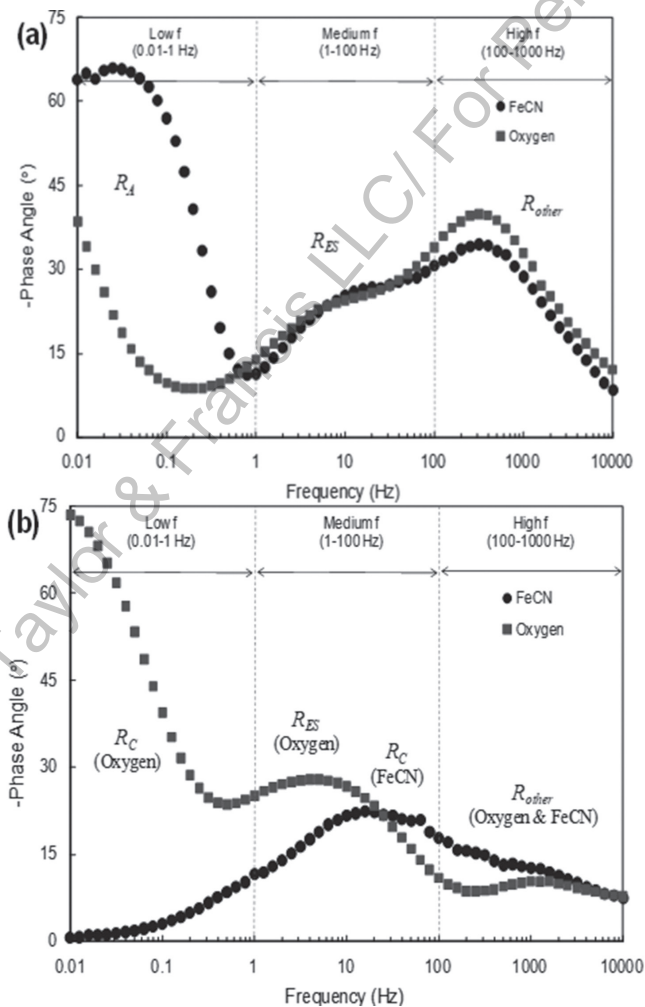 (a)
75
60
45
30
15
0
-Phase Angle (°)
Low f
(0.01-1 Hz)
Medium f
(1-100 Hz)
High f
(100-1000 Hz)
FeCN
Oxygen
R_A
R_ES
R_other
0.01
0.1
1
10
100
1000
10000
Frequency (Hz)
(b)
75
60
45
30
15
0
-Phase Angle (°)
Low f
(0.01-1 Hz)
Medium f
(1-100 Hz)
High f
(100-1000 Hz)
FeCN
Oxygen
R_C
(Oxygen)
R_ES
(Oxygen)
R_C
(FeCN)
R_other
(Oxygen & FeCN)
0.01
0.1
1
10
100
1000
10000
Frequency (Hz)
Taylor & Francis LLC/ For